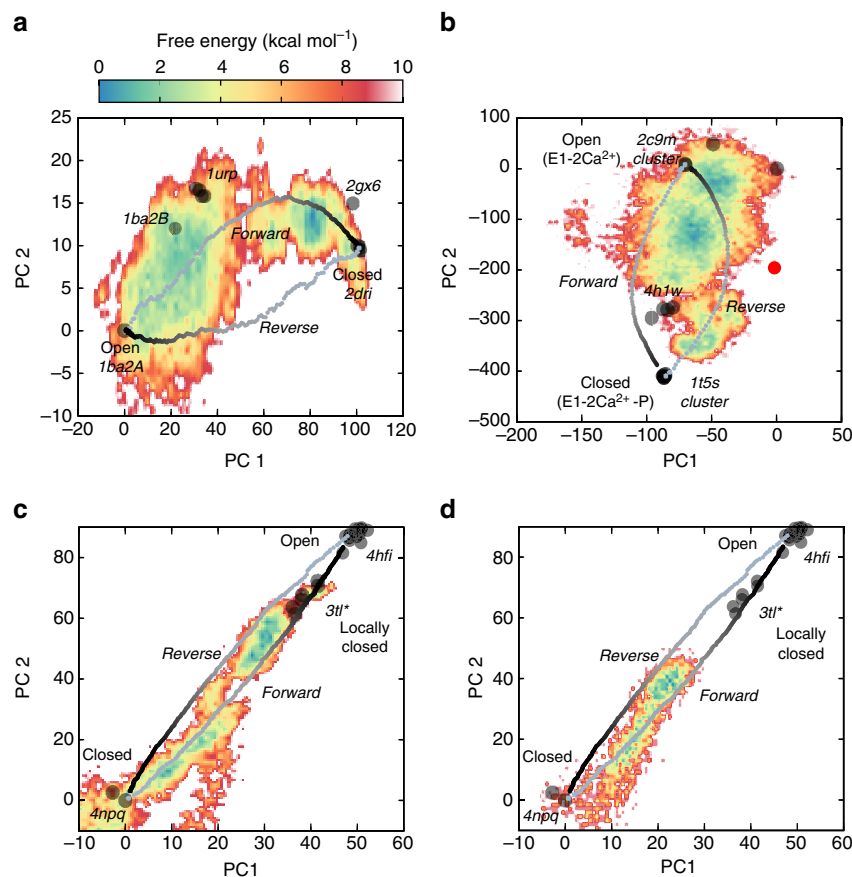 a
Free energy (kcal mol⁻¹)
0 2 4 6 8 10
25
20
15
10
5
0
−5
−10
PC 2
1urp
2gx6
1ba2B
Forward
Closed
2dri
Reverse
Open
1ba2A
−20 0 20 40 60 80 100 120
PC 1
b
100
0
−100
−200
−300
−400
−500
PC 2
Open
(E1-2Ca²⁺)
2c9m
cluster
Forward
4h1w
Reverse
Closed
(E1-2Ca²⁺-P)
1t5s
cluster
−200 −150 −100 −50 0 50
PC1
c
80
60
40
20
0
PC 2
Open
4hfi
3tl*
Locally
closed
Reverse
Forward
Closed
4npq
−10 0 10 20 30 40 50 60
PC1
d
80
60
40
20
0
PC 2
Open
4hfi
3tl*
Locally
closed
Reverse
Forward
Closed
4npq
−10 0 10 20 30 40 50 60
PC1